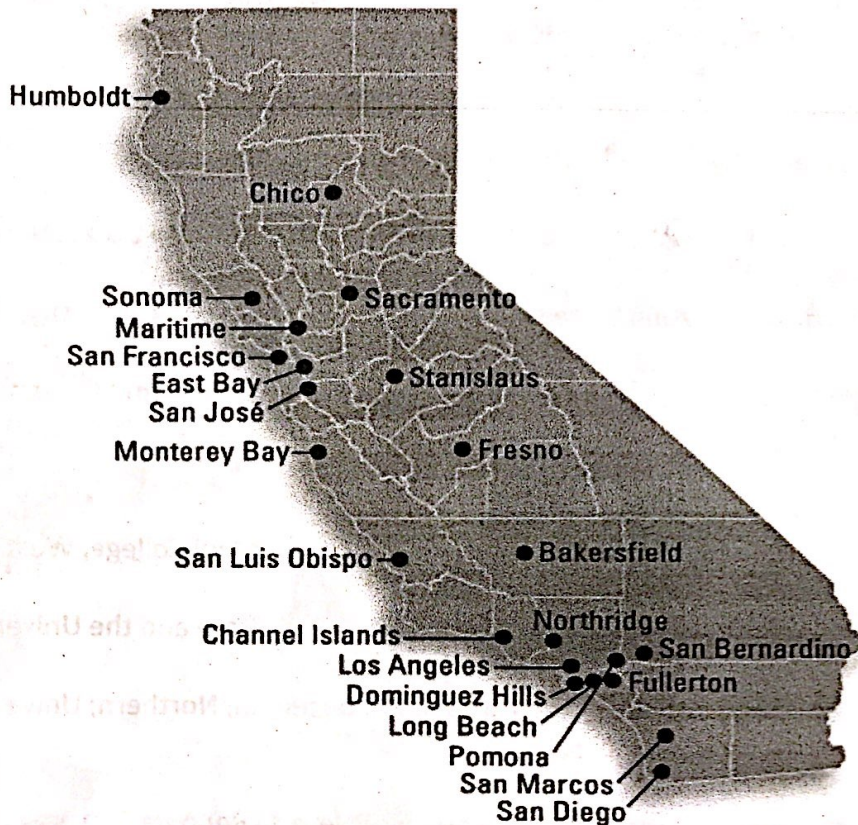 Humboldt
Chico
Sonoma
Sacramento
Maritime
San Francisco
East Bay
Stanislaus
San José
Monterey Bay
Fresno
San Luis Obispo
Bakersfield
Channel Islands
Northridge
San Bernardino
Los Angeles
Dominguez Hills
Fullerton
Long Beach
Pomona
San Marcos
San Diego